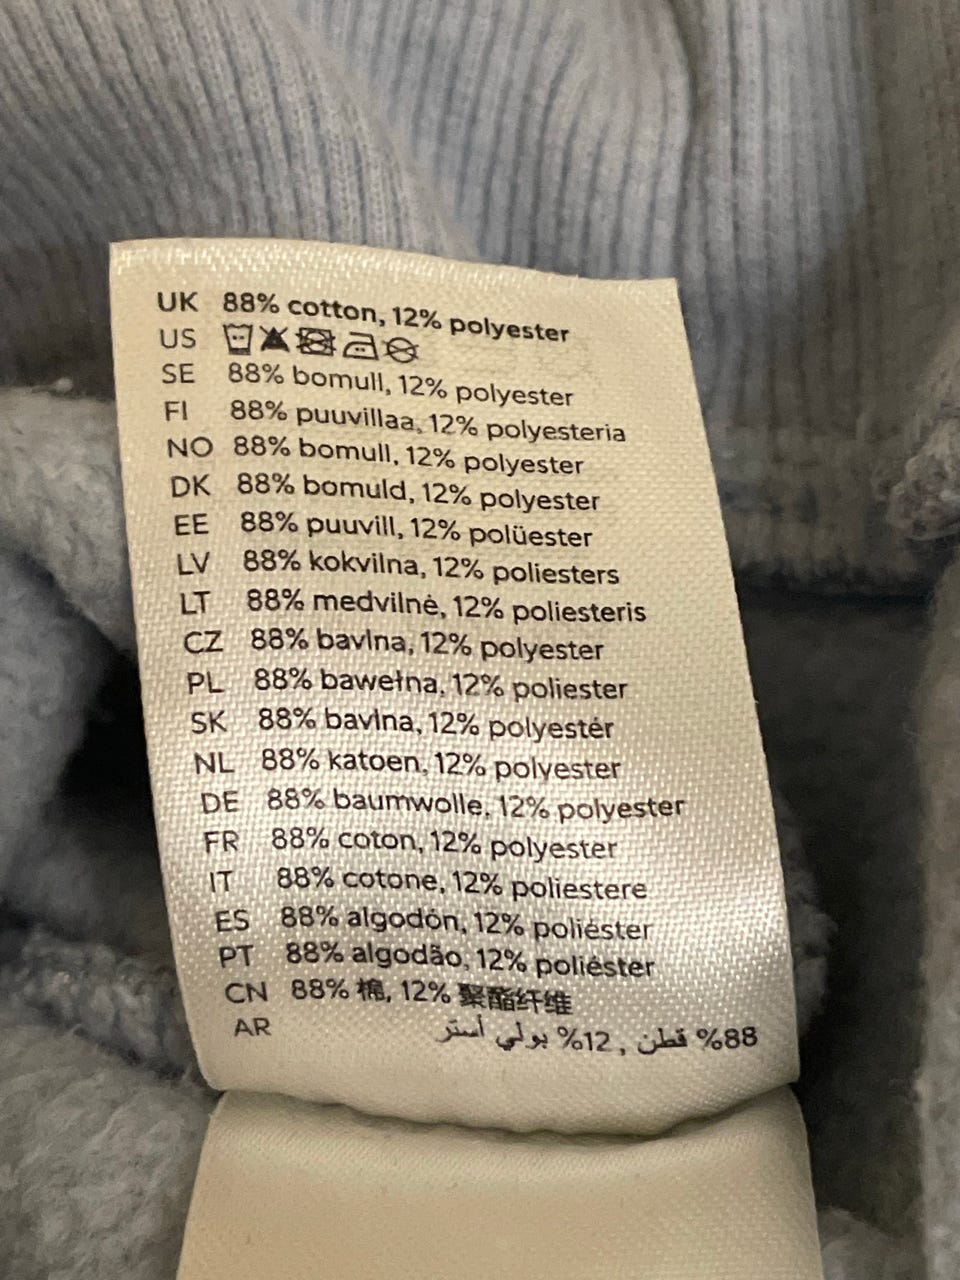 UK 88% cotton, 12% polyester
US
SE 88% bomull, 12% polyester
FI 88% puuvillaa, 12% polyesteria
NO 88% bomull, 12% polyester
DK 88% bomuld, 12% polyester
EE 88% puuvill, 12% polüester
LV 88% kokvilna, 12% poliesters
LT 88% medvilnė, 12% poliesteris
CZ 88% bavlna, 12% polyester
PL 88% bawełna, 12% poliester
SK 88% bavlna, 12% polyestér
NL 88% katoen, 12% polyester
DE 88% baumwolle, 12% polyester
FR 88% coton, 12% polyester
IT 88% cotone, 12% poliestere
ES 88% algodón, 12% poliéster
PT 88% algodão, 12% poliéster
CN 88% 棉, 12% 聚酯纤维
AR 88% قطن , 12% بولي أستر